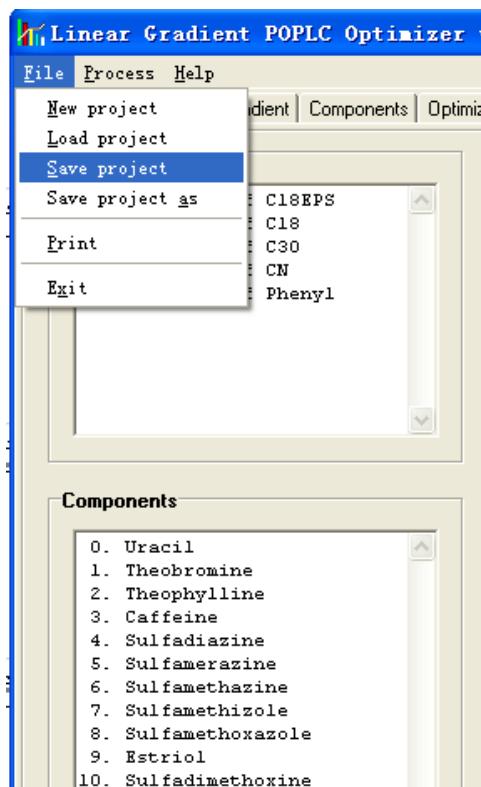 Linear Gradient POPLC Optimizer
File Process Help
New project
Load project
Save project
Save project as
Print
Exit
dient Components Optimiz
C18EPS
C18
C30
CN
Phenyl
Components
0. Uracil
1. Theobromine
2. Theophylline
3. Caffeine
4. Sulfadiazine
5. Sulfamerazine
6. Sulfamethazine
7. Sulfamethizole
8. Sulfamethoxazole
9. Estriol
10. Sulfadimethoxine